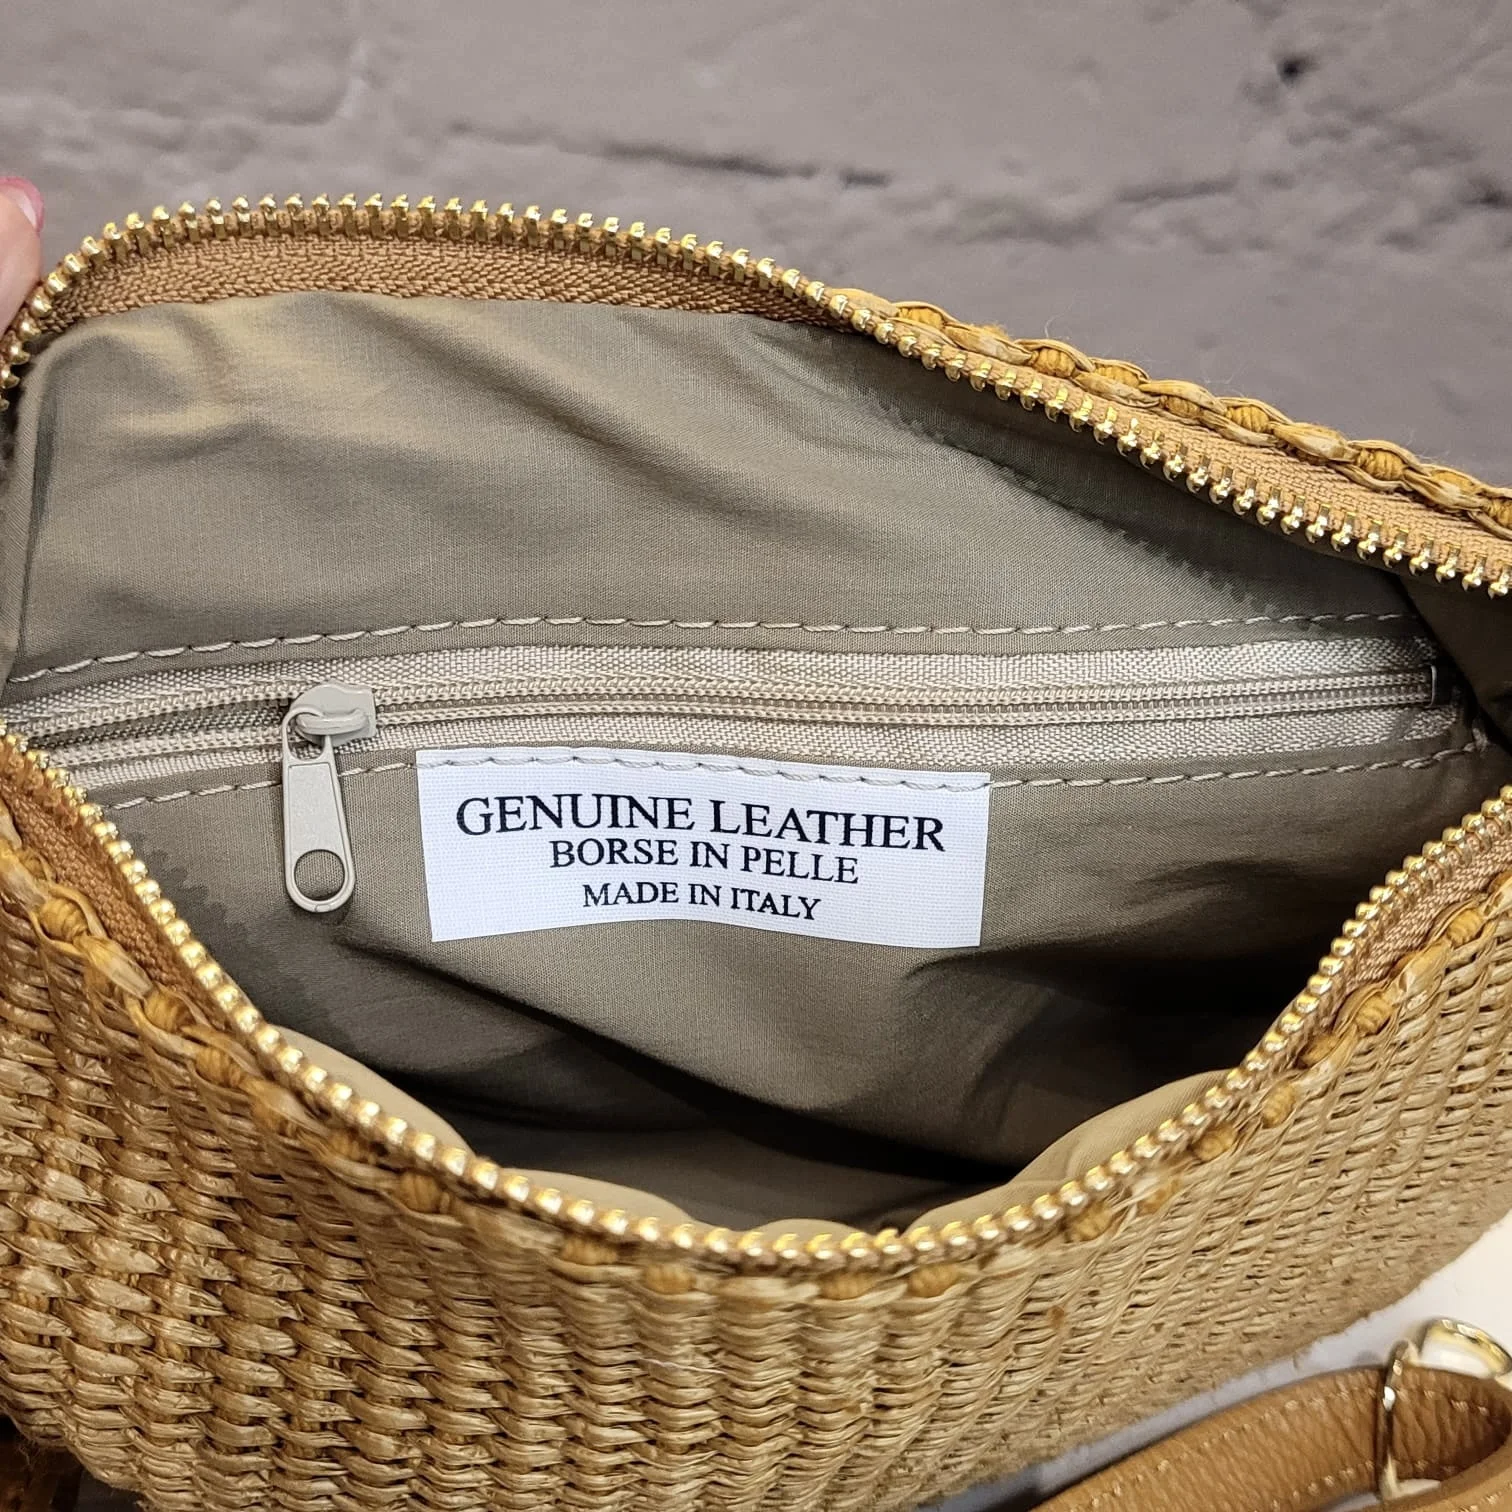 GENUINE LEATHER
BORSE IN PELLE
MADE IN ITALY